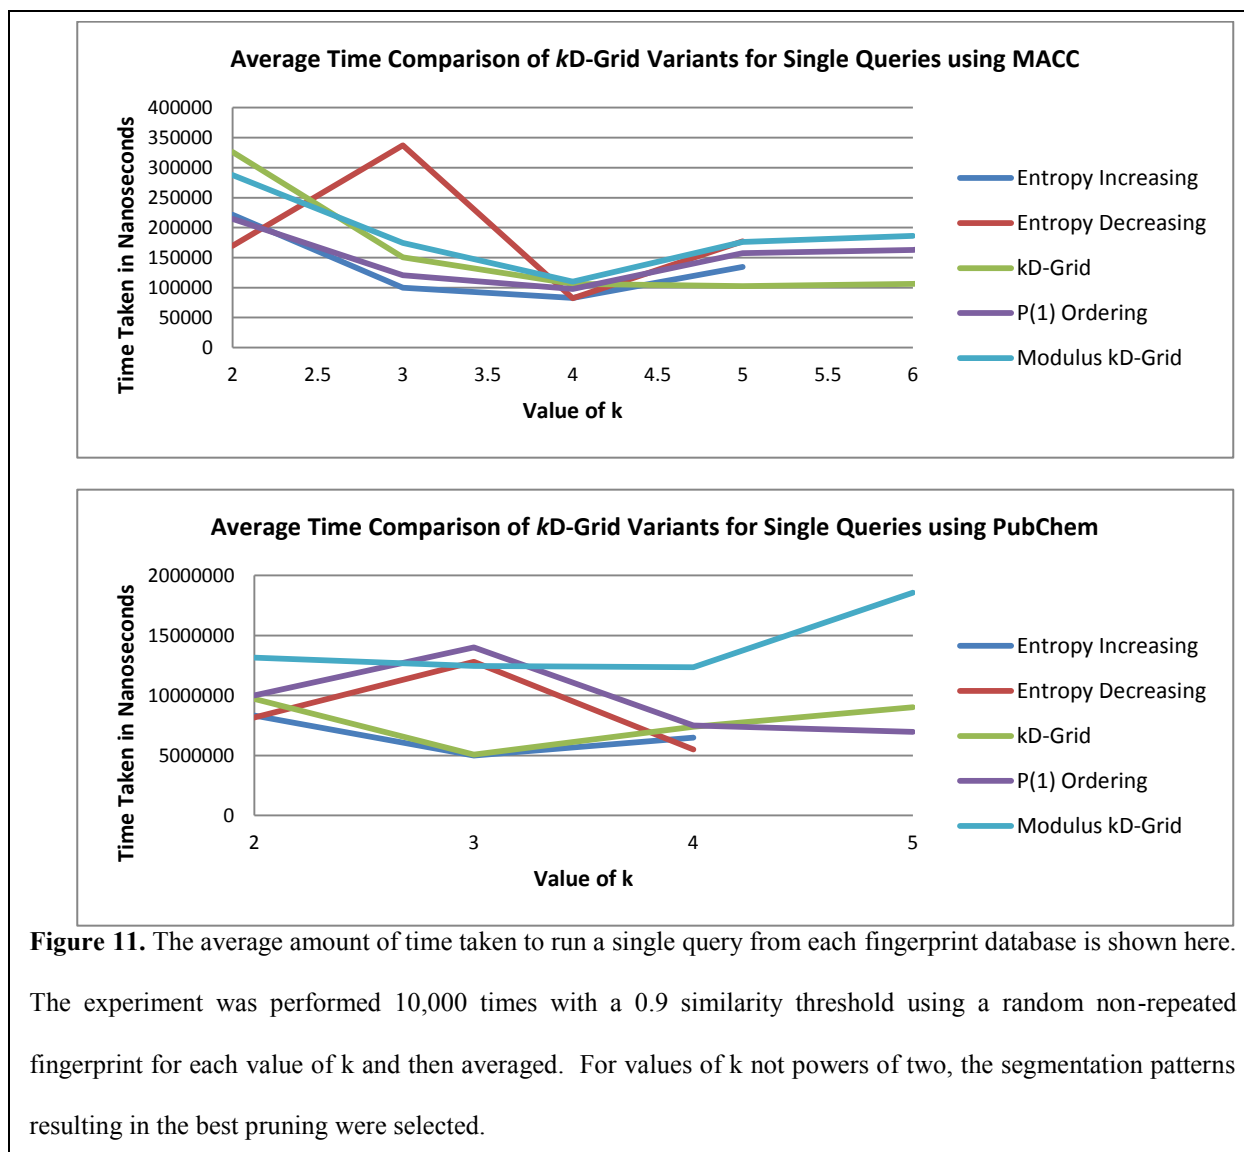 Average Time Comparison of kD-Grid Variants for Single Queries using MACC
Time Taken in Nanoseconds
400000
350000
300000
250000
200000
150000
100000
50000
0
2 2.5 3 3.5 4 4.5 5 5.5 6
Value of k
Entropy Increasing
Entropy Decreasing
kD-Grid
P(1) Ordering
Modulus kD-Grid
Average Time Comparison of kD-Grid Variants for Single Queries using PubChem
Time Taken in Nanoseconds
20000000
15000000
10000000
5000000
0
2 3 4 5
Value of k
Entropy Increasing
Entropy Decreasing
kD-Grid
P(1) Ordering
Modulus kD-Grid
Figure 11. The average amount of time taken to run a single query from each fingerprint database is shown here.
The experiment was performed 10,000 times with a 0.9 similarity threshold using a random non-repeated
fingerprint for each value of k and then averaged.  For values of k not powers of two, the segmentation patterns
resulting in the best pruning were selected.